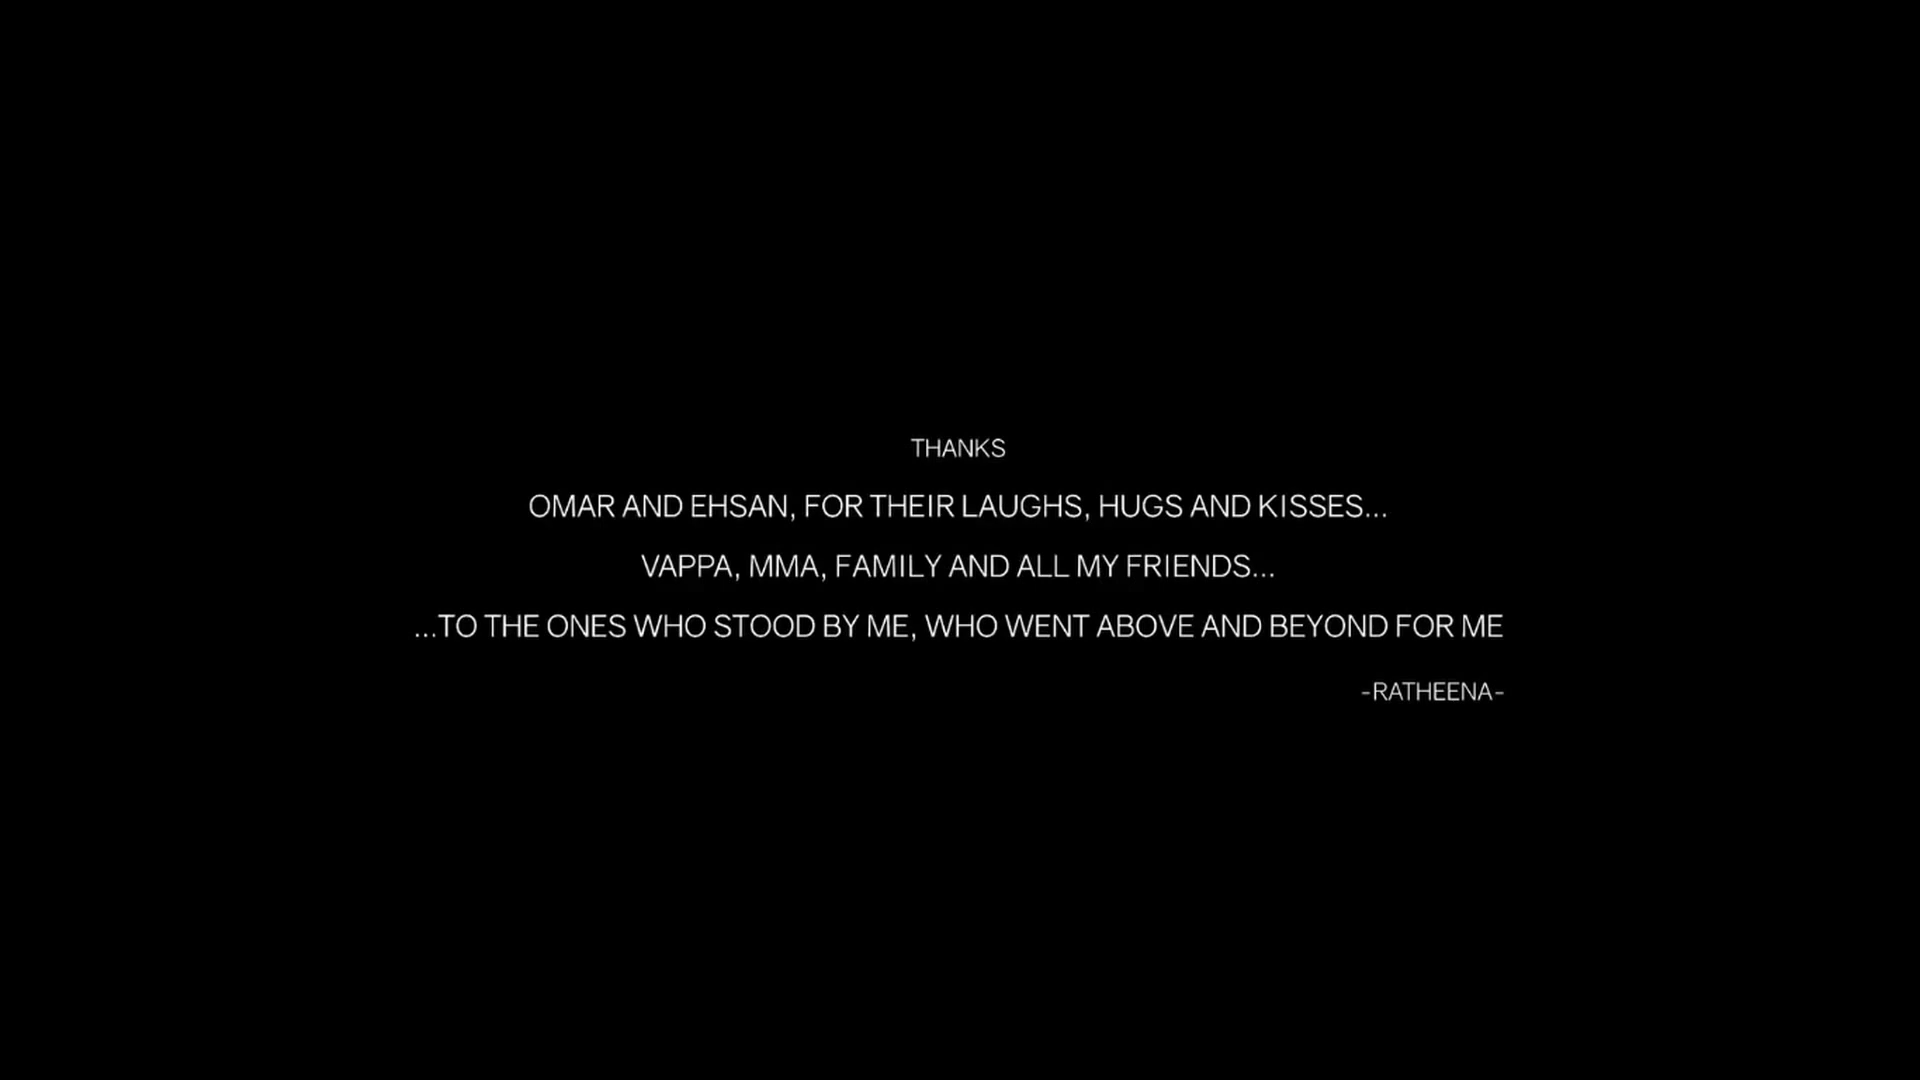 THANKS
OMAR AND EHSAN, FOR THEIR LAUGHS, HUGS AND KISSES...
VAPPA, MMA, FAMILY AND ALL MY FRIENDS...
...TO THE ONES WHO STOOD BY ME, WHO WENT ABOVE AND BEYOND FOR ME
-RATHEENA-